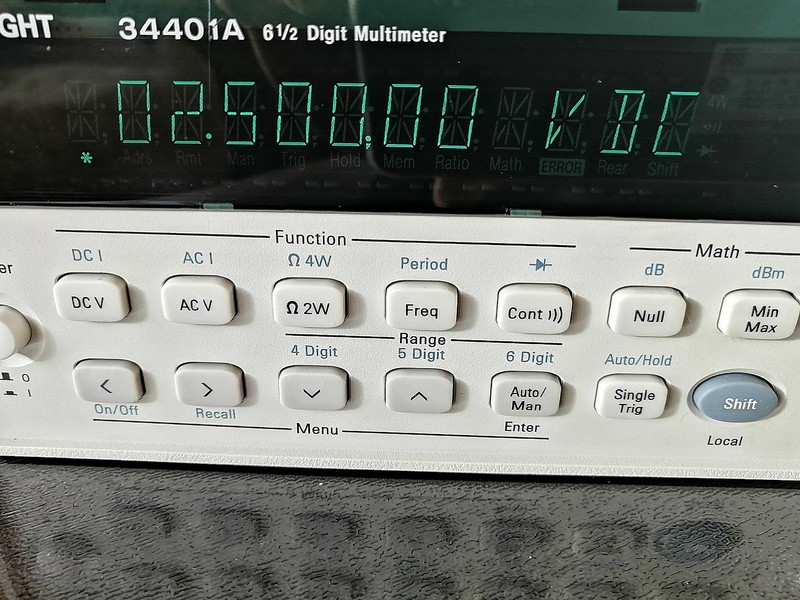 GHT 34401A 6½ Digit Multimeter
02.500,00 VDC
4W
* Adrs Rmt Man Trig Hold Mem Ratio Math ERROR Rear Shift
Function
Math
er
DC I AC I Ω 4W Period dB dBm
DC V AC V Ω 2W Freq Cont Null Min Max
Range
4 Digit 5 Digit 6 Digit Auto/Hold
< > Auto/ Man Single Trig Shift
On/Off Recall Enter Local
Menu
0
I